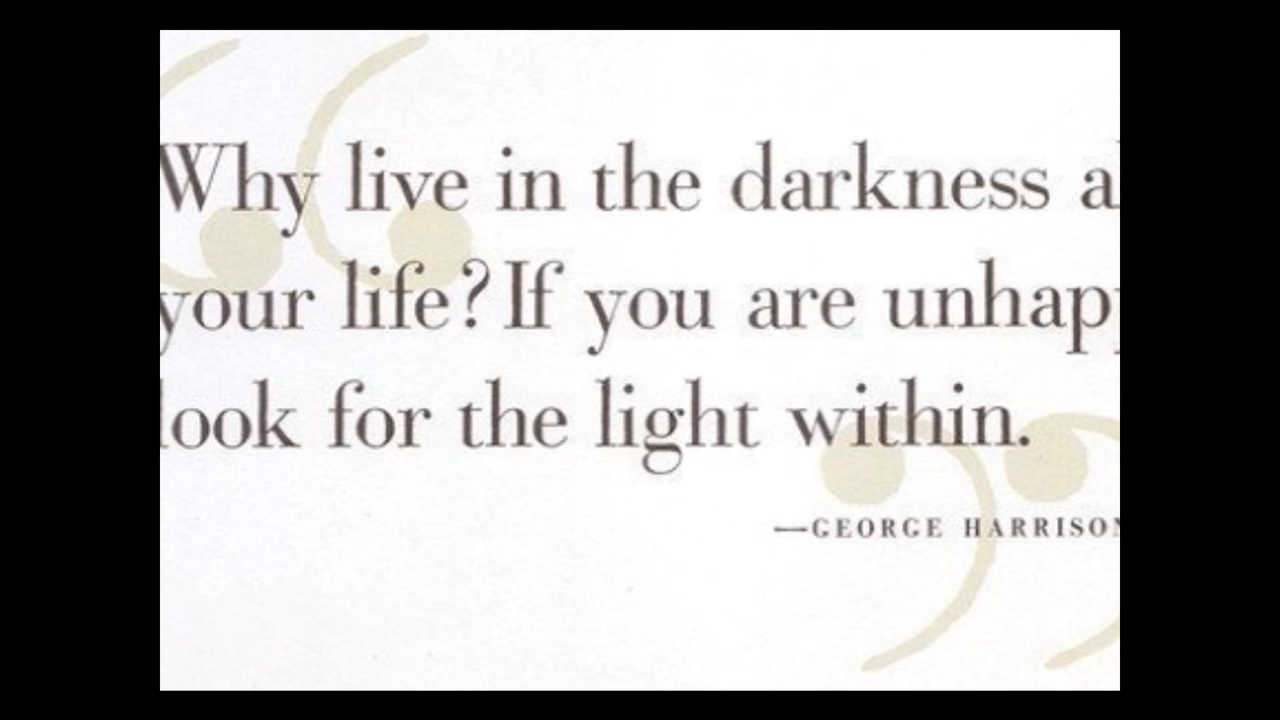 Why live in the darkness a
your life? If you are unhap
look for the light within.
—GEORGE HARRISON